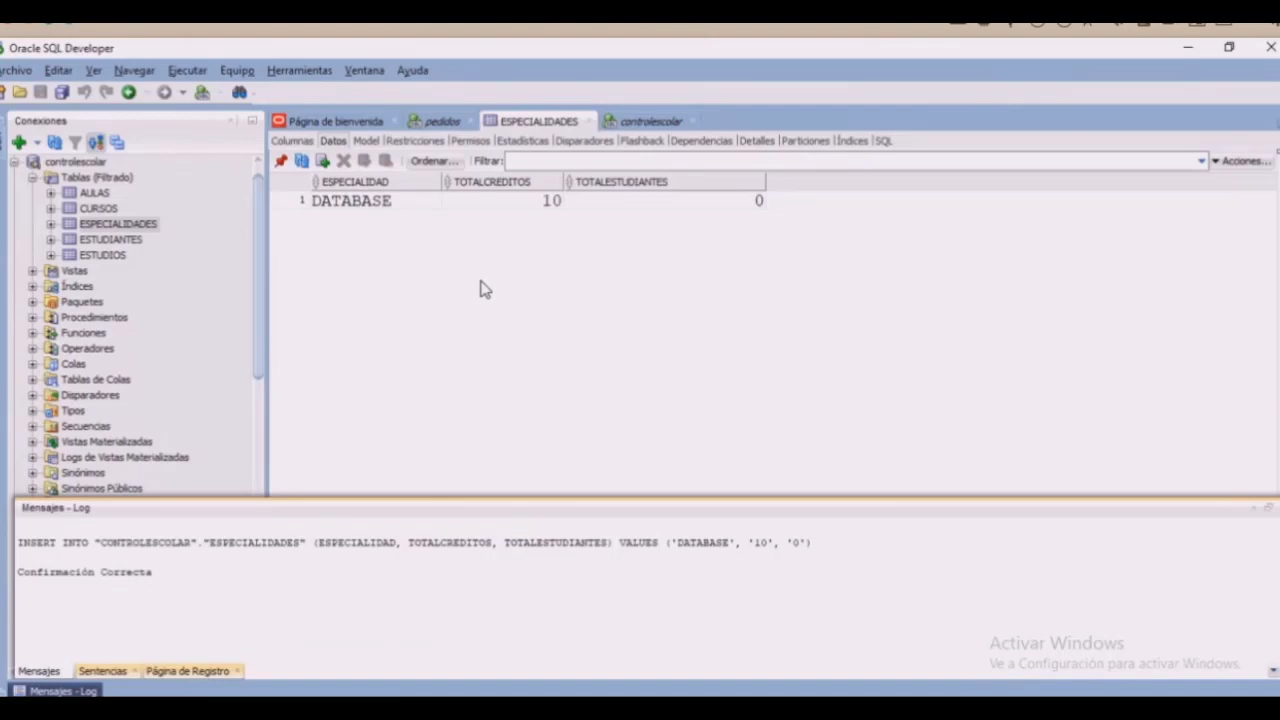 Oracle SQL Developer
rchivo Editar Ver Navegar Ejecutar Equipo Herramientas Ventana Ayuda
Conexiones
Página de bienvenida pedidos ESPECIALIDADES controlescolar
Columnas Datos Model Restricciones Permisos Estadísticas Disparadores Flashback Dependencias Detalles Particiones Índices SQL
Ordenar... Filtrar: Acciones...
ESPECIALIDAD TOTALCREDITOS TOTALESTUDIANTES
1 DATABASE 10 0
controlescolar
Tablas (Filtrado)
AULAS
CURSOS
ESPECIALIDADES
ESTUDIANTES
ESTUDIOS
Vistas
Índices
Paquetes
Procedimientos
Funciones
Operadores
Colas
Tablas de Colas
Disparadores
Tipos
Secuencias
Vistas Materializadas
Logs de Vistas Materializadas
Sinónimos
Sinónimos Públicos
Mensajes - Log
INSERT INTO "CONTROLESCOLAR"."ESPECIALIDADES" (ESPECIALIDAD, TOTALCREDITOS, TOTALESTUDIANTES) VALUES ('DATABASE', '10', '0')
Confirmación Correcta
Activar Windows
Ve a Configuración para activar Windows.
Mensajes Sentencias Página de Registro
Mensajes - Log